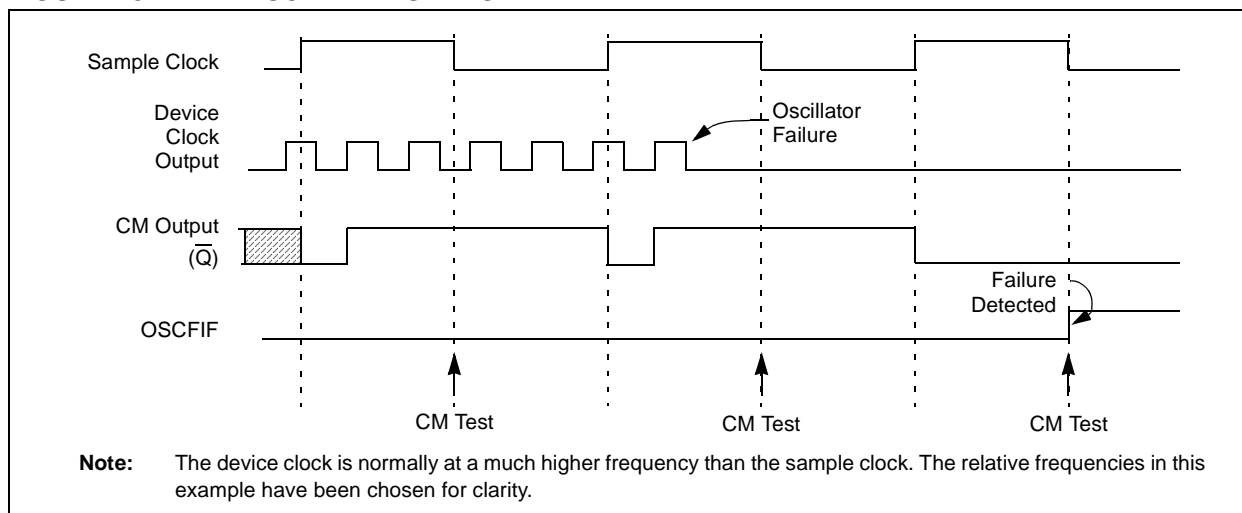 Sample Clock
Device
Clock
Output
Oscillator
Failure
CM Output
(Q)
Failure
Detected
OSCFIF
CM Test
CM Test
CM Test
Note: The device clock is normally at a much higher frequency than the sample clock. The relative frequencies in this
example have been chosen for clarity.